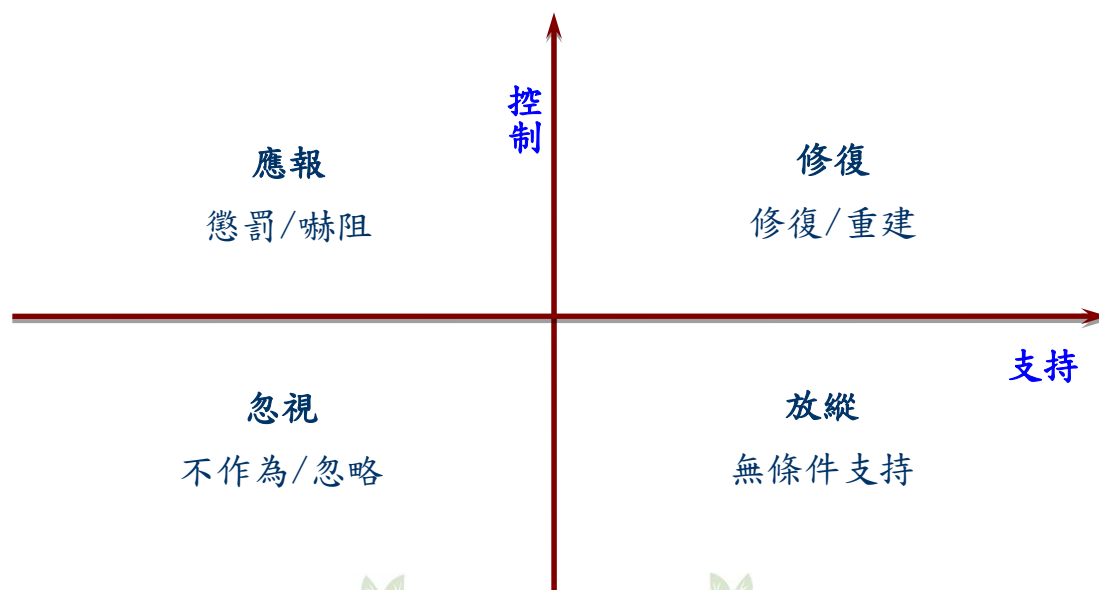 控制
應報
懲罰/嚇阻
修復
修復/重建
支持
忽視
不作為/忽略
放縱
無條件支持